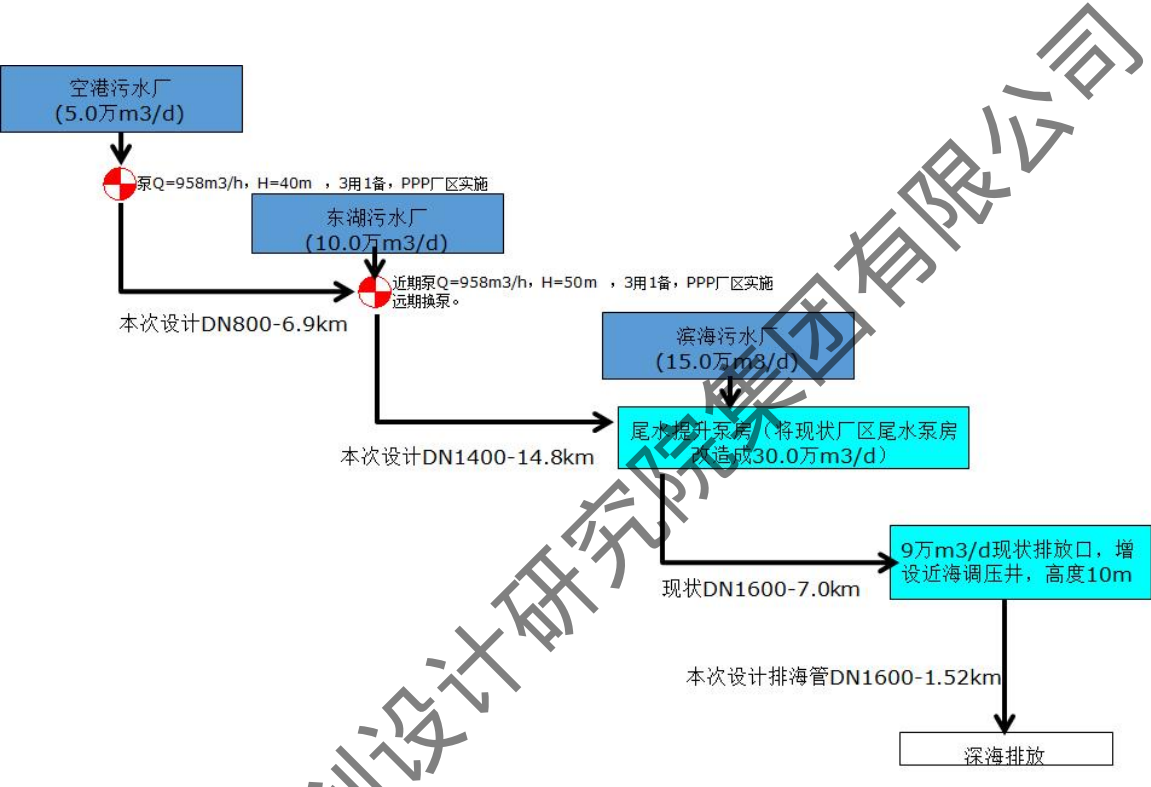 空港污水厂
(5.0万m3/d)
泵Q=958m3/h，H=40m ，3用1备，PPP厂区实施
东湖污水厂
(10.0万m3/d)
近期泵Q=958m3/h，H=50m ，3用1备，PPP厂区实施
远期换泵。
本次设计DN800-6.9km
滨海污水厂
(15.0万m3/d)
尾水提升泵房（将现状厂区尾水泵房
改造成30.0万m3/d）
本次设计DN1400-14.8km
9万m3/d现状排放口，增
设近海调压井，高度10m
现状DN1600-7.0km
本次设计排海管DN1600-1.52km
深海排放
划设计研究院集团有限公司